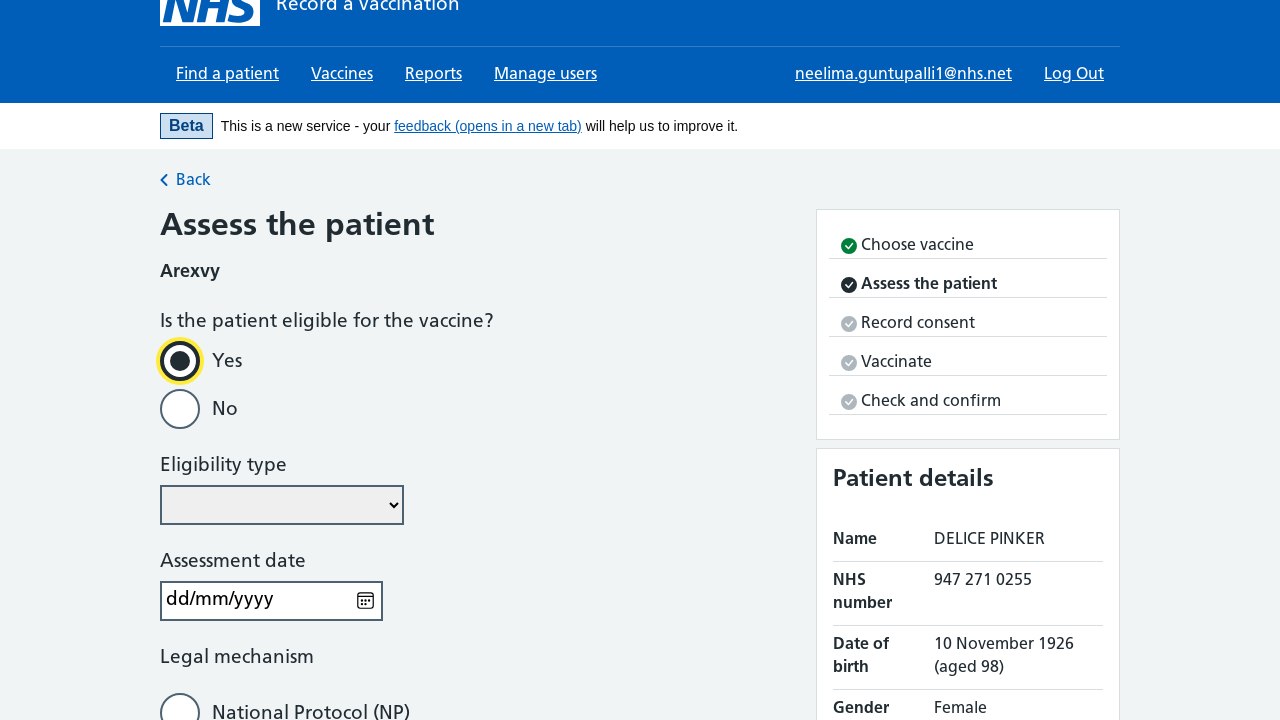 NHS Record a vaccination
Find a patient Vaccines Reports Manage users neelima.guntupalli1@nhs.net Log Out
Beta This is a new service - your feedback (opens in a new tab) will help us to improve it.
Back
Assess the patient
Arexvy
Is the patient eligible for the vaccine?
Yes
No
Eligibility type
Assessment date
dd/mm/yyyy
Legal mechanism
National Protocol (NP)
Choose vaccine
Assess the patient
Record consent
Vaccinate
Check and confirm
Patient details
Name DELICE PINKER
NHS 947 271 0255
number
Date of 10 November 1926
birth (aged 98)
Gender Female